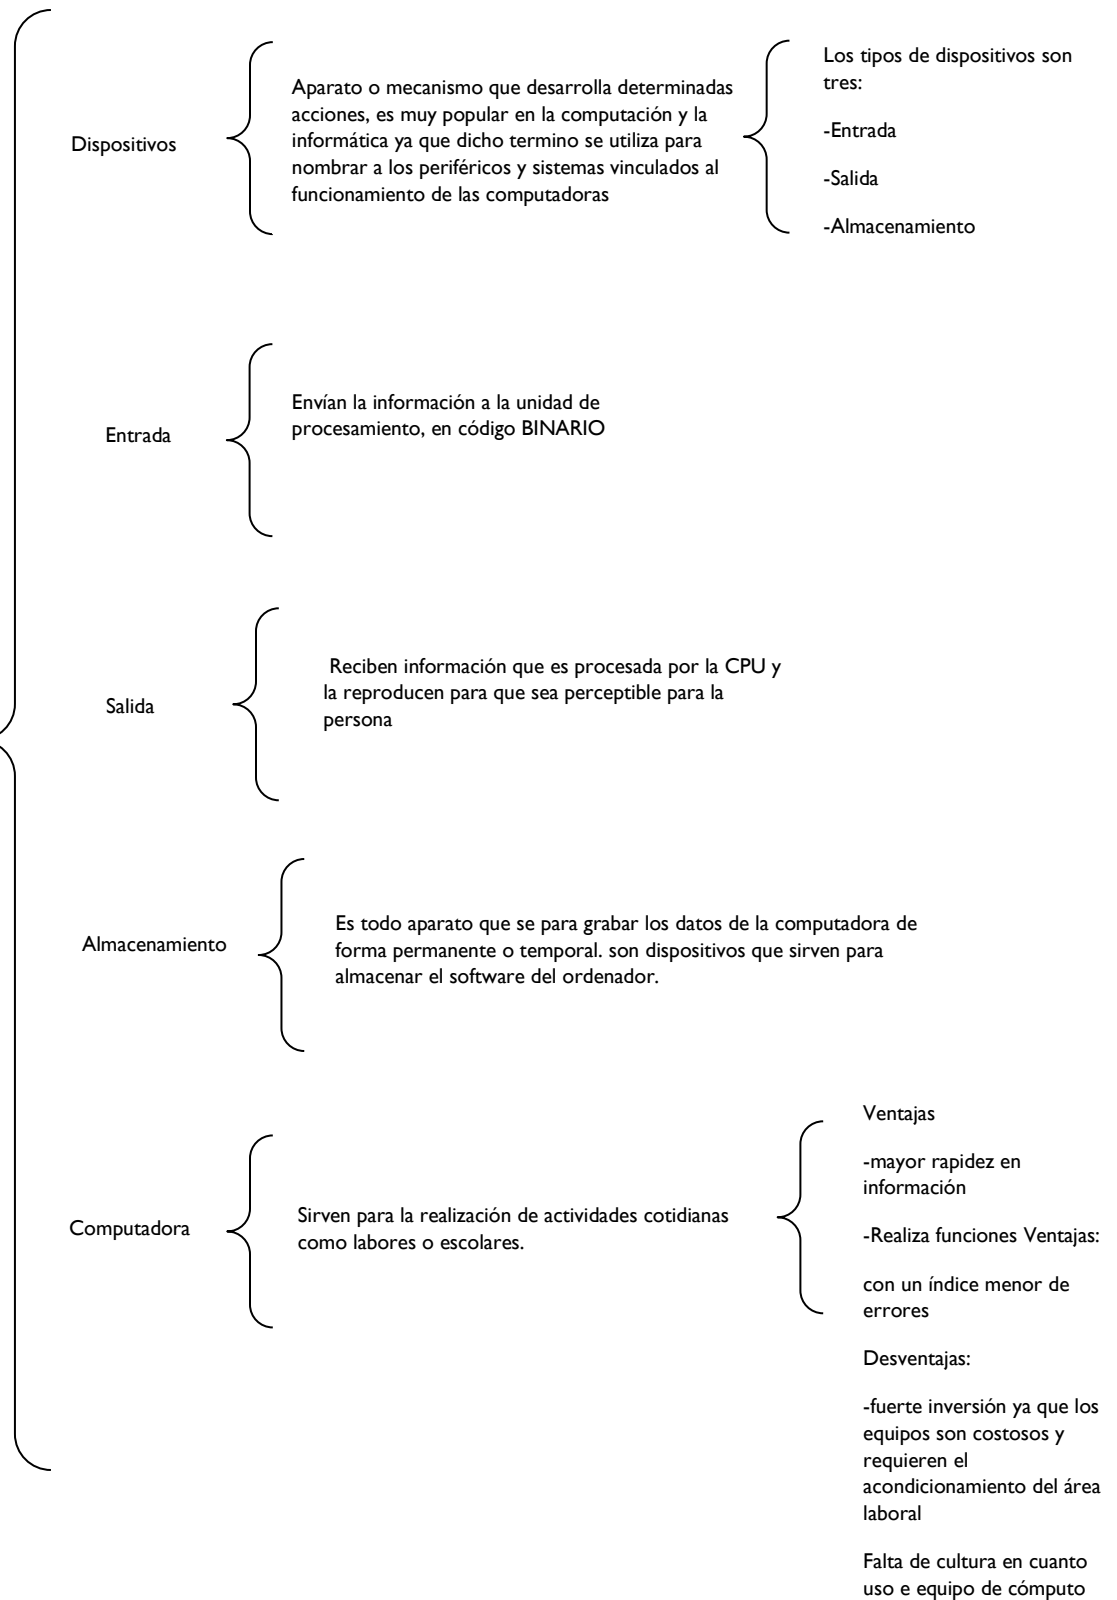 Dispositivos
Aparato o mecanismo que desarrolla determinadas
acciones, es muy popular en la computación y la
informática ya que dicho termino se utiliza para
nombrar a los periféricos y sistemas vinculados al
funcionamiento de las computadoras
Los tipos de dispositivos son
tres:
-Entrada
-Salida
-Almacenamiento
Entrada
Envían la información a la unidad de
procesamiento, en código BINARIO
Salida
Reciben información que es procesada por la CPU y
la reproducen para que sea perceptible para la
persona
Almacenamiento
Es todo aparato que se para grabar los datos de la computadora de
forma permanente o temporal. son dispositivos que sirven para
almacenar el software del ordenador.
Computadora
Sirven para la realización de actividades cotidianas
como labores o escolares.
Ventajas
-mayor rapidez en
información
-Realiza funciones Ventajas:
con un índice menor de
errores
Desventajas:
-fuerte inversión ya que los
equipos son costosos y
requieren el
acondicionamiento del área
laboral
Falta de cultura en cuanto
uso e equipo de cómputo